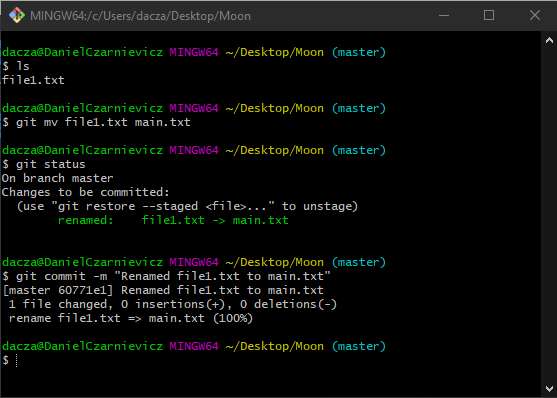 MINGW64:/c/Users/dacza/Desktop/Moon
dacza@DanielCzarnievicz MINGW64 ~/Desktop/Moon (master)
$ ls
file1.txt
dacza@DanielCzarnievicz MINGW64 ~/Desktop/Moon (master)
$ git mv file1.txt main.txt
dacza@DanielCzarnievicz MINGW64 ~/Desktop/Moon (master)
$ git status
On branch master
Changes to be committed:
  (use "git restore --staged <file>..." to unstage)
        renamed:    file1.txt -> main.txt
dacza@DanielCzarnievicz MINGW64 ~/Desktop/Moon (master)
$ git commit -m "Renamed file1.txt to main.txt"
[master 60771e1] Renamed file1.txt to main.txt
 1 file changed, 0 insertions(+), 0 deletions(-)
 rename file1.txt => main.txt (100%)
dacza@DanielCzarnievicz MINGW64 ~/Desktop/Moon (master)
$